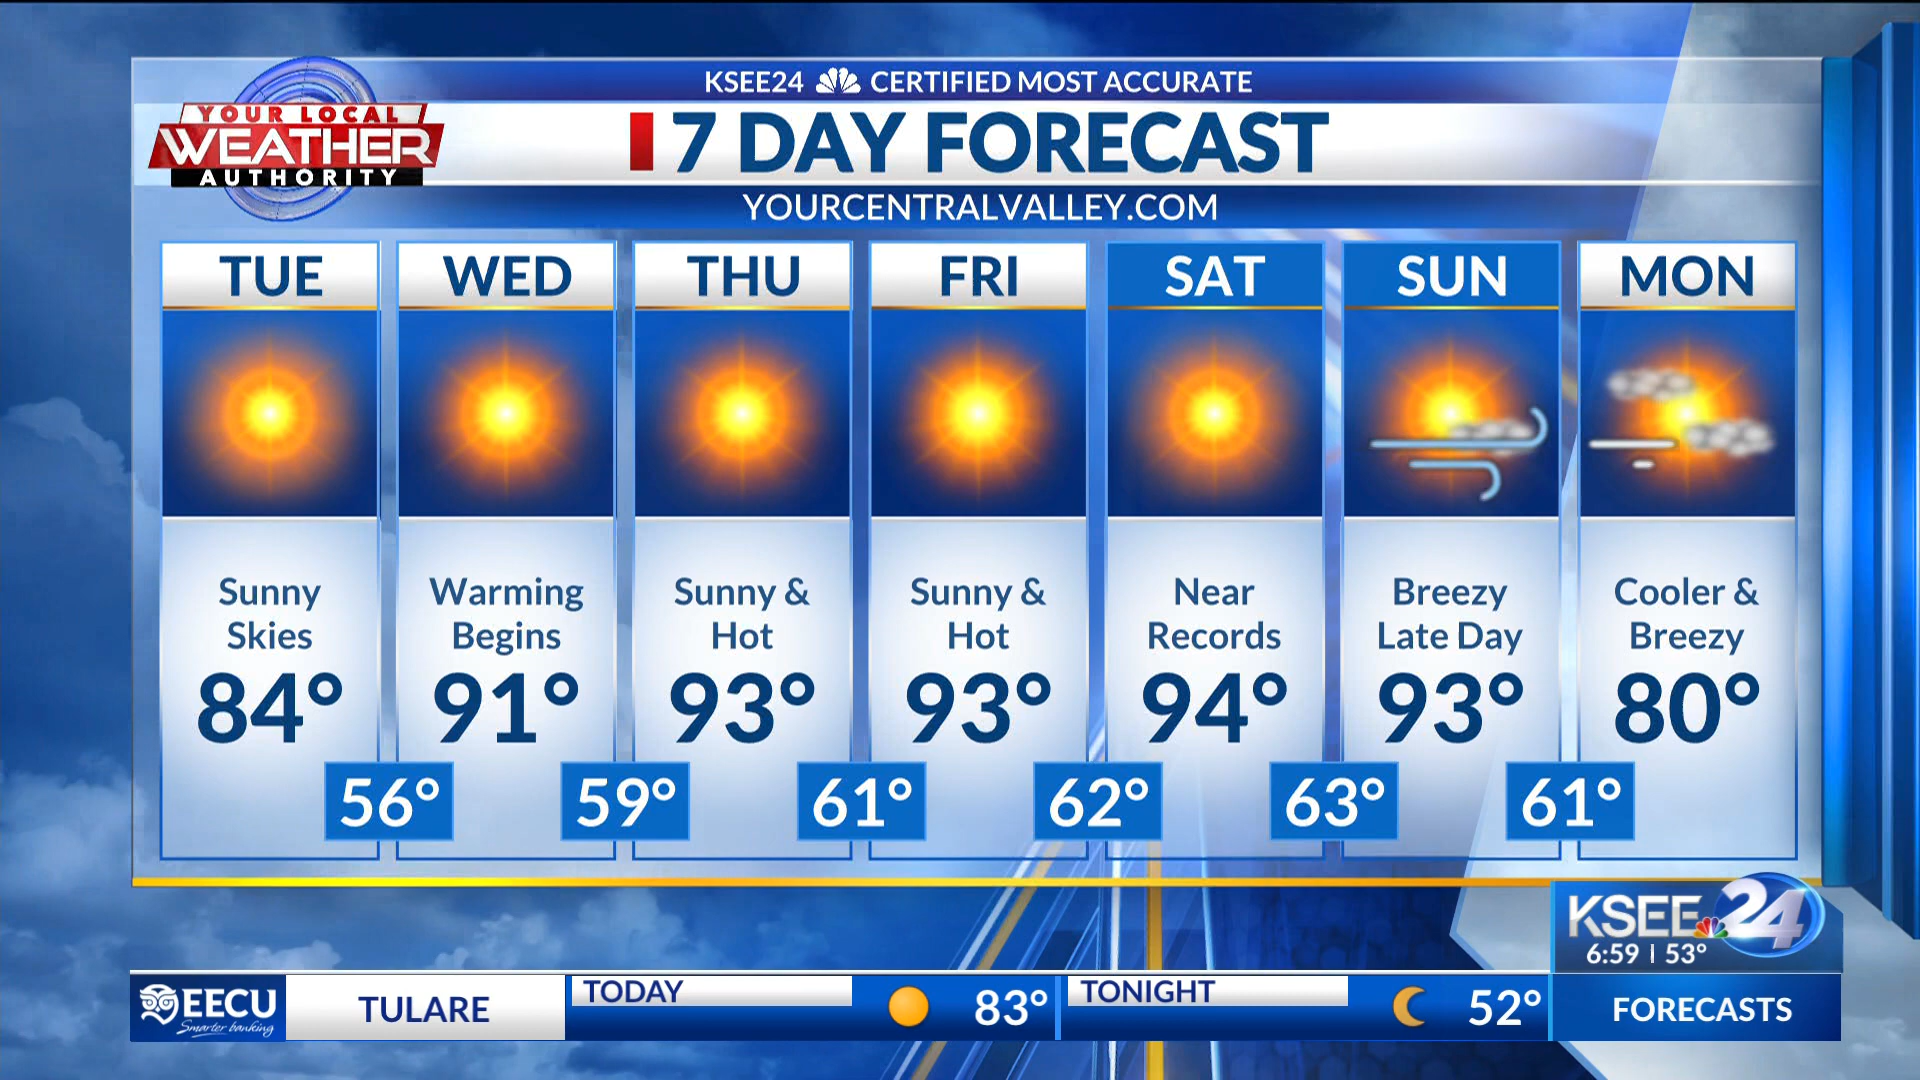 KSEE24 CERTIFIED MOST ACCURATE
YOUR LOCAL
WEATHER
AUTHORITY
7 DAY FORECAST
YOURCENTRALVALLEY.COM
TUE
WED
THU
FRI
SAT
SUN
MON
Sunny
Skies
84°
Warming
Begins
91°
Sunny &
Hot
93°
Sunny &
Hot
93°
Near
Records
94°
Breezy
Late Day
93°
Cooler &
Breezy
80°
56°
59°
61°
62°
63°
61°
KSEE 24
6:59 | 53°
EECU
Smarter banking
TULARE
TODAY
83°
TONIGHT
52°
FORECASTS